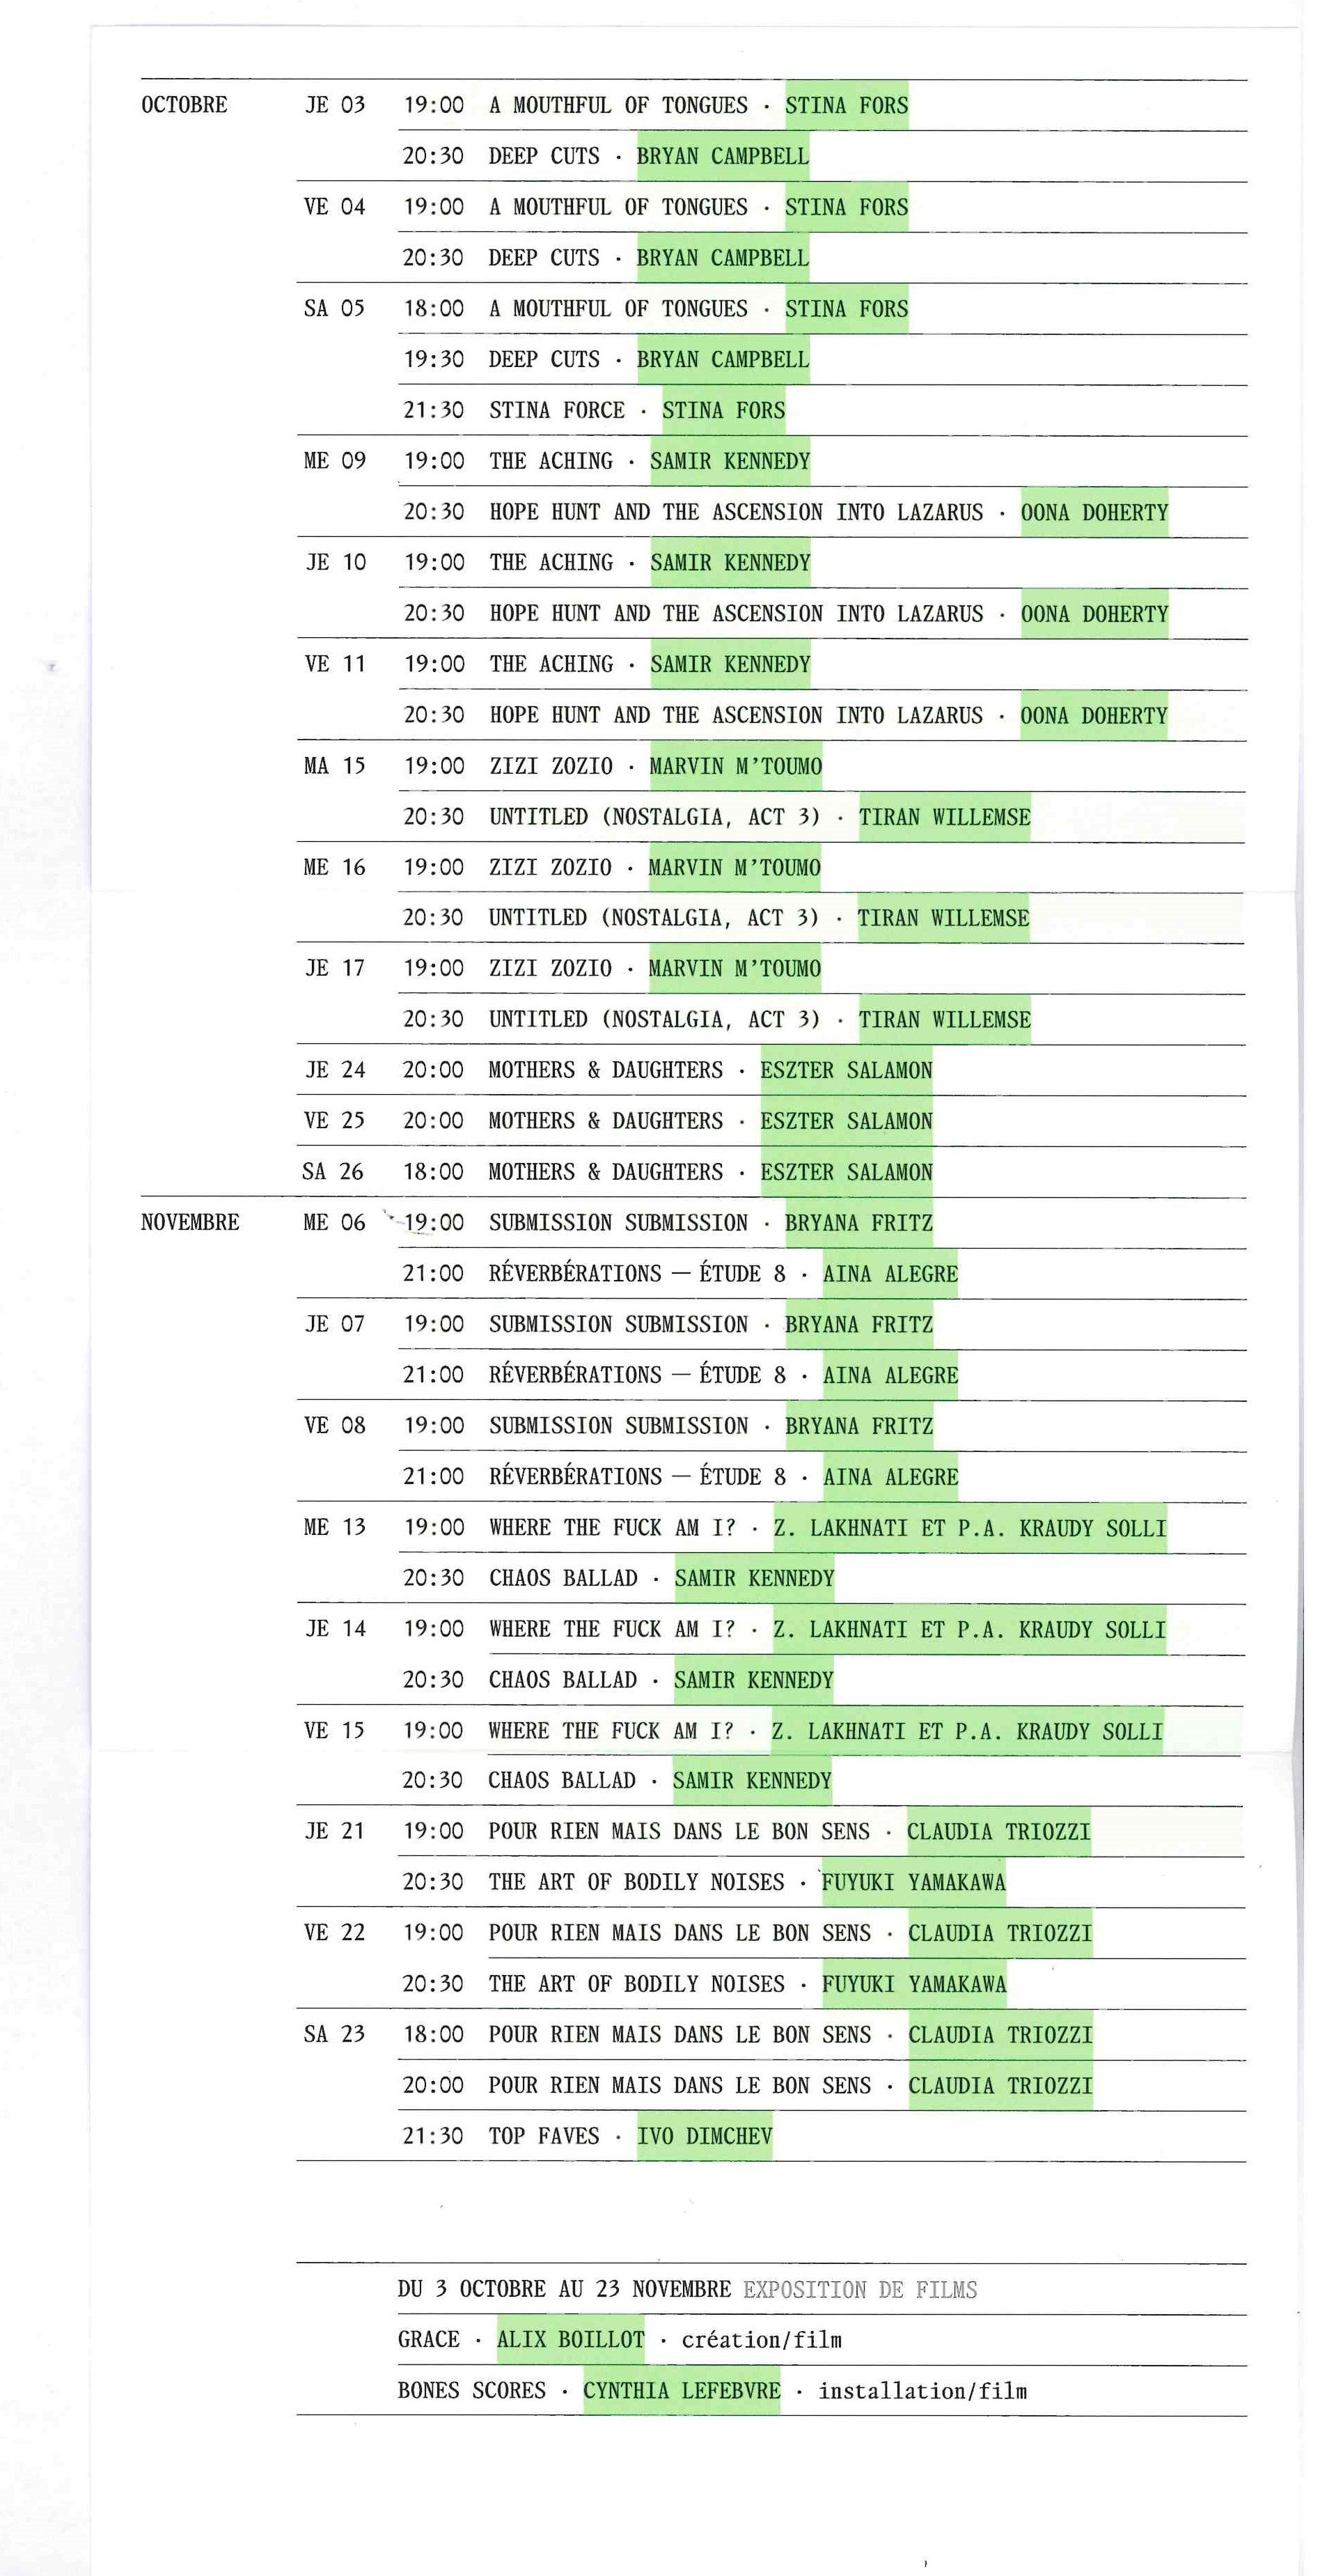 OCTOBRE JE 03 19:00 A MOUTHFUL OF TONGUES · STINA FORS
20:30 DEEP CUTS · BRYAN CAMPBELL
VE 04 19:00 A MOUTHFUL OF TONGUES · STINA FORS
20:30 DEEP CUTS · BRYAN CAMPBELL
SA 05 18:00 A MOUTHFUL OF TONGUES · STINA FORS
19:30 DEEP CUTS · BRYAN CAMPBELL
21:30 STINA FORCE · STINA FORS
ME 09 19:00 THE ACHING · SAMIR KENNEDY
20:30 HOPE HUNT AND THE ASCENSION INTO LAZARUS · OONA DOHERTY
JE 10 19:00 THE ACHING · SAMIR KENNEDY
20:30 HOPE HUNT AND THE ASCENSION INTO LAZARUS · OONA DOHERTY
VE 11 19:00 THE ACHING · SAMIR KENNEDY
20:30 HOPE HUNT AND THE ASCENSION INTO LAZARUS · OONA DOHERTY
MA 15 19:00 ZIZI ZOZIO · MARVIN M'TOUMO
20:30 UNTITLED (NOSTALGIA, ACT 3) · TIRAN WILLEMSE
ME 16 19:00 ZIZI ZOZIO · MARVIN M'TOUMO
20:30 UNTITLED (NOSTALGIA, ACT 3) · TIRAN WILLEMSE
JE 17 19:00 ZIZI ZOZIO · MARVIN M'TOUMO
20:30 UNTITLED (NOSTALGIA, ACT 3) · TIRAN WILLEMSE
JE 24 20:00 MOTHERS & DAUGHTERS · ESZTER SALAMON
VE 25 20:00 MOTHERS & DAUGHTERS · ESZTER SALAMON
SA 26 18:00 MOTHERS & DAUGHTERS · ESZTER SALAMON
NOVEMBRE ME 06 19:00 SUBMISSION SUBMISSION · BRYANA FRITZ
21:00 RÉVERBÉRATIONS — ÉTUDE 8 · AINA ALEGRE
JE 07 19:00 SUBMISSION SUBMISSION · BRYANA FRITZ
21:00 RÉVERBÉRATIONS — ÉTUDE 8 · AINA ALEGRE
VE 08 19:00 SUBMISSION SUBMISSION · BRYANA FRITZ
21:00 RÉVERBÉRATIONS — ÉTUDE 8 · AINA ALEGRE
ME 13 19:00 WHERE THE FUCK AM I? · Z. LAKHNATI ET P.A. KRAUDY SOLLI
20:30 CHAOS BALLAD · SAMIR KENNEDY
JE 14 19:00 WHERE THE FUCK AM I? · Z. LAKHNATI ET P.A. KRAUDY SOLLI
20:30 CHAOS BALLAD · SAMIR KENNEDY
VE 15 19:00 WHERE THE FUCK AM I? · Z. LAKHNATI ET P.A. KRAUDY SOLLI
20:30 CHAOS BALLAD · SAMIR KENNEDY
JE 21 19:00 POUR RIEN MAIS DANS LE BON SENS · CLAUDIA TRIOZZI
20:30 THE ART OF BODILY NOISES · FUYUKI YAMAKAWA
VE 22 19:00 POUR RIEN MAIS DANS LE BON SENS · CLAUDIA TRIOZZI
20:30 THE ART OF BODILY NOISES · FUYUKI YAMAKAWA
SA 23 18:00 POUR RIEN MAIS DANS LE BON SENS · CLAUDIA TRIOZZI
20:00 POUR RIEN MAIS DANS LE BON SENS · CLAUDIA TRIOZZI
21:30 TOP FAVES · IVO DIMCHEV
DU 3 OCTOBRE AU 23 NOVEMBRE EXPOSITION DE FILMS
GRACE · ALIX BOILLOT · création/film
BONES SCORES · CYNTHIA LEFEBVRE · installation/film